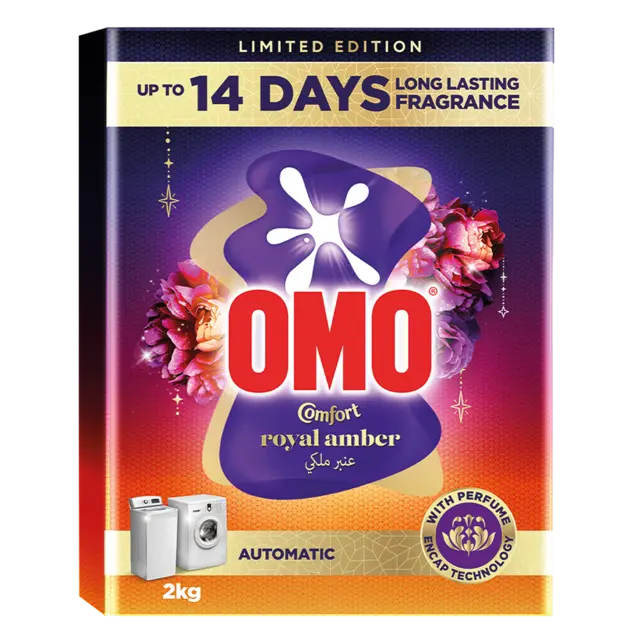 LIMITED EDITION
UP TO 14 DAYS LONG LASTING FRAGRANCE
OMO®
Comfort
royal amber
عنبر ملكي
WITH PERFUME
ENCAP TECHNOLOGY
AUTOMATIC
2kg